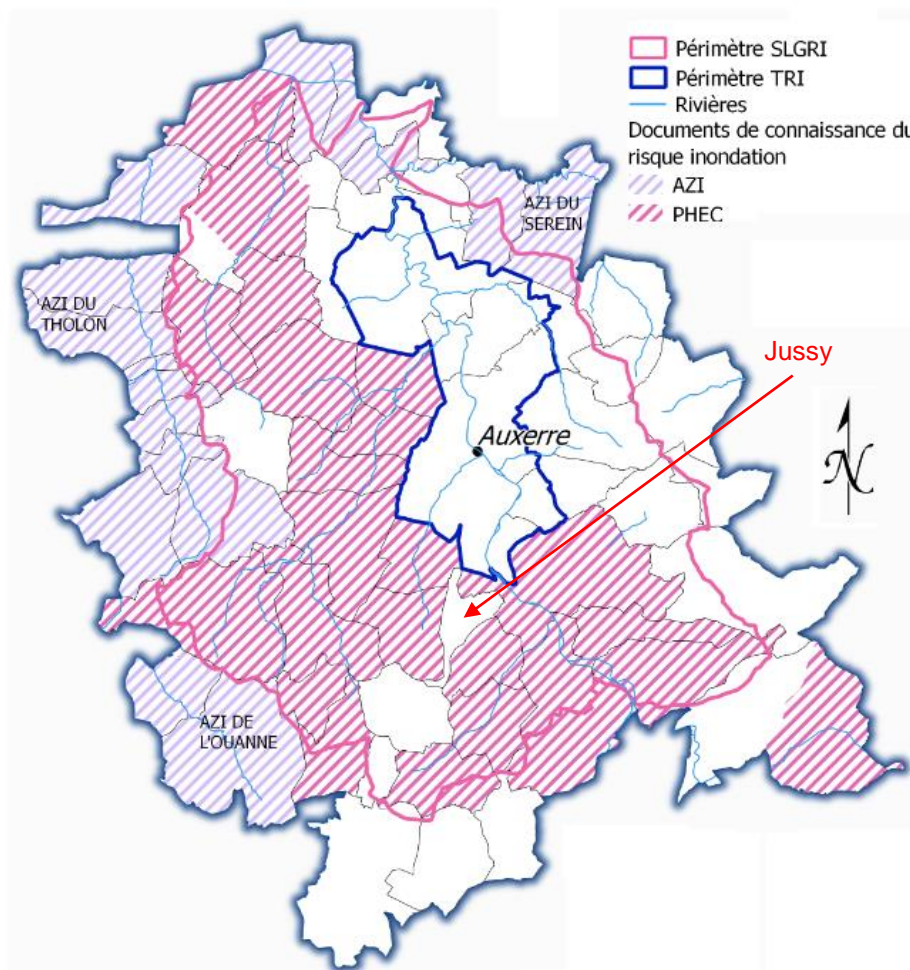 Périmètre SLGRI
Périmètre TRI
Rivières
Documents de connaissance du
risque inondation
AZI
PHEC
AZI DU
SEREIN
AZI DU
THOLON
Jussy
Auxerre
N
AZI DE
L'OUANNE